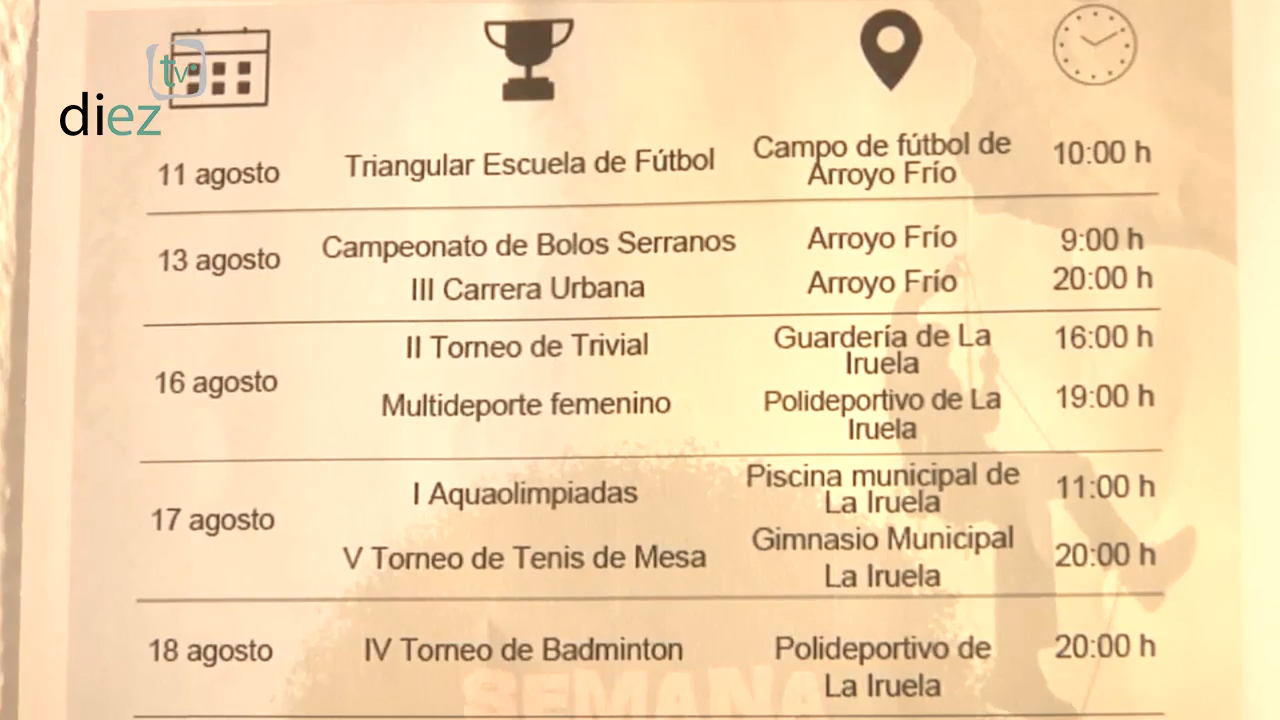 diez tv
11 agosto Triangular Escuela de Fútbol Campo de fútbol de Arroyo Frío 10:00 h
13 agosto Campeonato de Bolos Serranos Arroyo Frío 9:00 h
III Carrera Urbana Arroyo Frío 20:00 h
16 agosto II Torneo de Trivial Guardería de La Iruela 16:00 h
Multideporte femenino Polideportivo de La Iruela 19:00 h
17 agosto I Aquaolimpiadas Piscina municipal de La Iruela 11:00 h
V Torneo de Tenis de Mesa Gimnasio Municipal La Iruela 20:00 h
18 agosto IV Torneo de Badminton Polideportivo de La Iruela 20:00 h
SEMANA